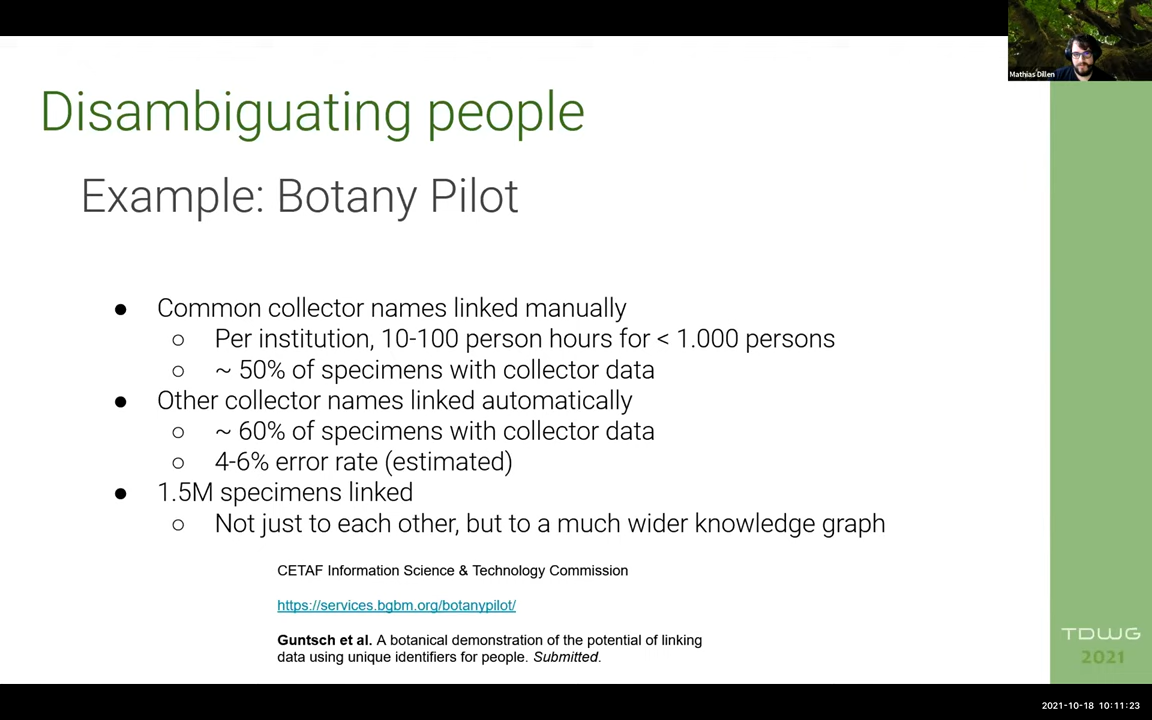 Mathias Dillen
Disambiguating people
Example: Botany Pilot
● Common collector names linked manually
○ Per institution, 10-100 person hours for < 1.000 persons
○ ~ 50% of specimens with collector data
● Other collector names linked automatically
○ ~ 60% of specimens with collector data
○ 4-6% error rate (estimated)
● 1.5M specimens linked
○ Not just to each other, but to a much wider knowledge graph
CETAF Information Science & Technology Commission
https://services.bgbm.org/botanypilot/
Guntsch et al. A botanical demonstration of the potential of linking
data using unique identifiers for people. Submitted.
TDWG
2021
2021-10-18 10:11:23